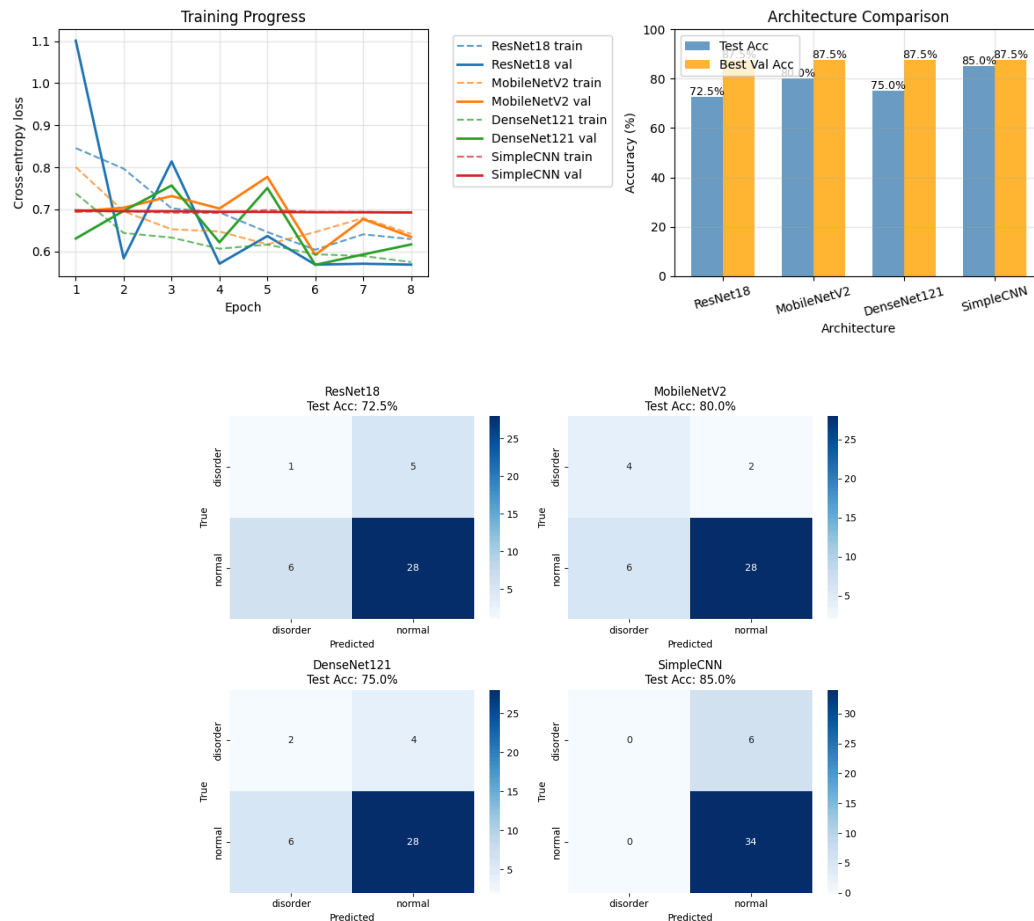 Training Progress
1.1
1.0
0.9
0.8
0.7
0.6
Cross-entropy loss
1 2 3 4 5 6 7 8
Epoch
ResNet18 train
ResNet18 val
MobileNetV2 train
MobileNetV2 val
DenseNet121 train
DenseNet121 val
SimpleCNN train
SimpleCNN val
Architecture Comparison
100
80
60
40
20
0
Accuracy (%)
Test Acc
Best Val Acc
72.5% 87.5% 80.0% 87.5% 75.0% 87.5% 85.0% 87.5%
ResNet18 MobileNetV2 DenseNet121 SimpleCNN
Architecture
ResNet18
Test Acc: 72.5%
True
disorder
normal
1 5
6 28
disorder normal
Predicted
25
20
15
10
5
MobileNetV2
Test Acc: 80.0%
True
disorder
normal
4 2
6 28
disorder normal
Predicted
25
20
15
10
5
DenseNet121
Test Acc: 75.0%
True
disorder
normal
2 4
6 28
disorder normal
Predicted
25
20
15
10
5
SimpleCNN
Test Acc: 85.0%
True
disorder
normal
0 6
0 34
disorder normal
Predicted
30
25
20
15
10
5
0